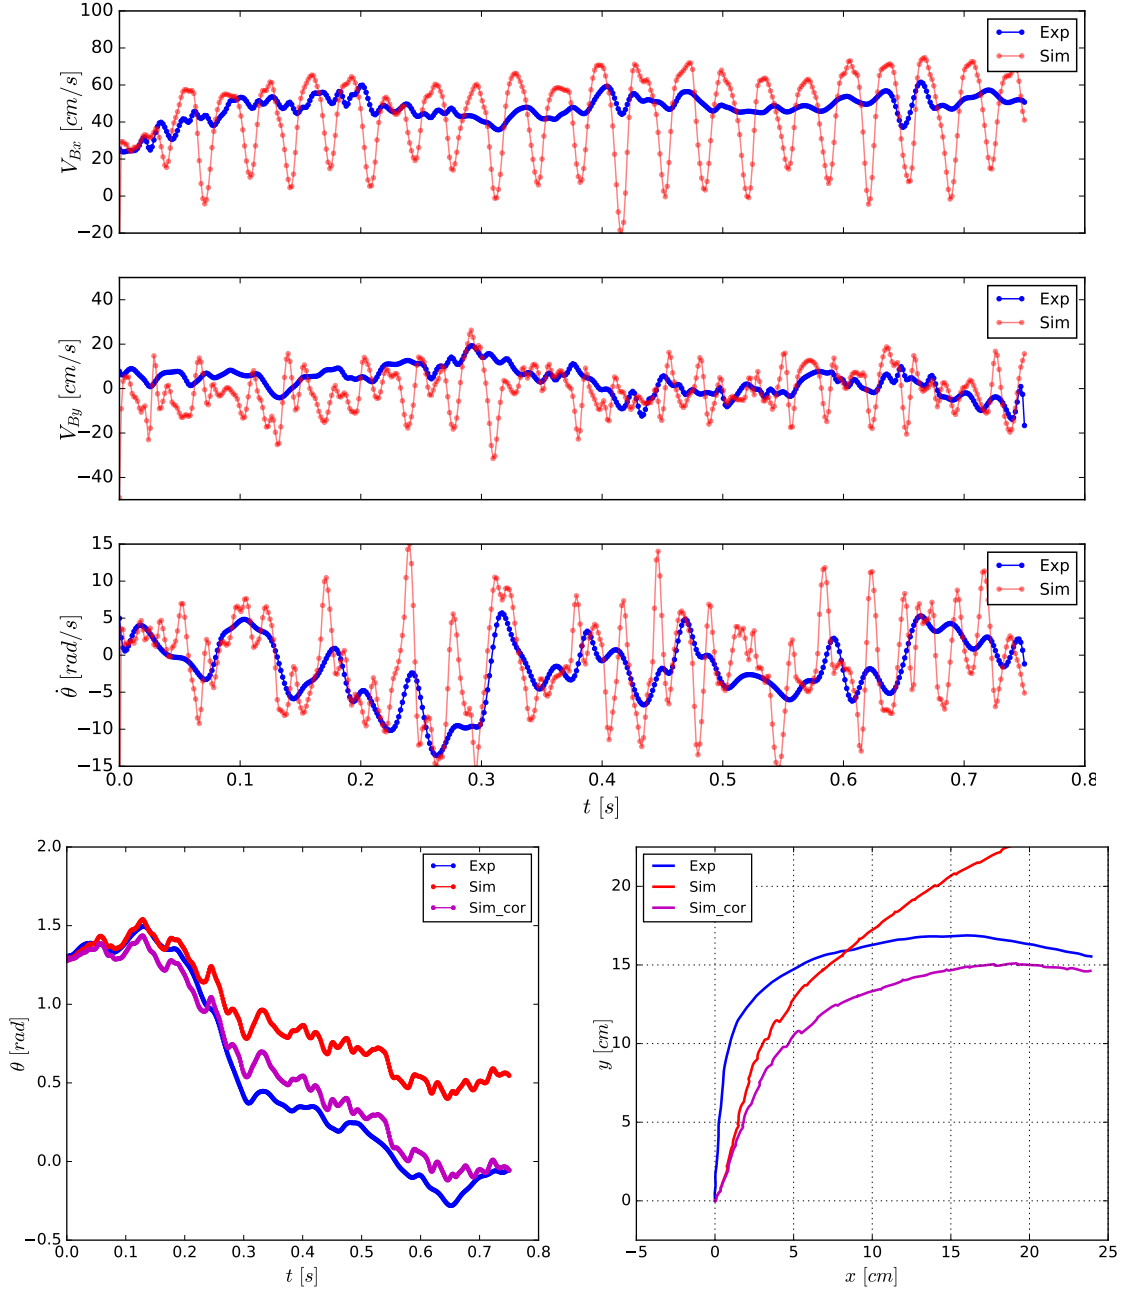 100
80
60
40
20
0
−20
V_{Bx} [cm/s]
Exp
Sim
40
20
0
−20
−40
V_{By} [cm/s]
Exp
Sim
15
10
5
0
−5
−10
−15
θ̇ [rad/s]
Exp
Sim
0.0 0.1 0.2 0.3 0.4 0.5 0.6 0.7 0.8
t [s]
2.0
1.5
1.0
0.5
0.0
−0.5
θ [rad]
Exp
Sim
Sim_cor
0.0 0.1 0.2 0.3 0.4 0.5 0.6 0.7 0.8
t [s]
20
15
10
5
0
y [cm]
Exp
Sim
Sim_cor
−5 0 5 10 15 20 25
x [cm]